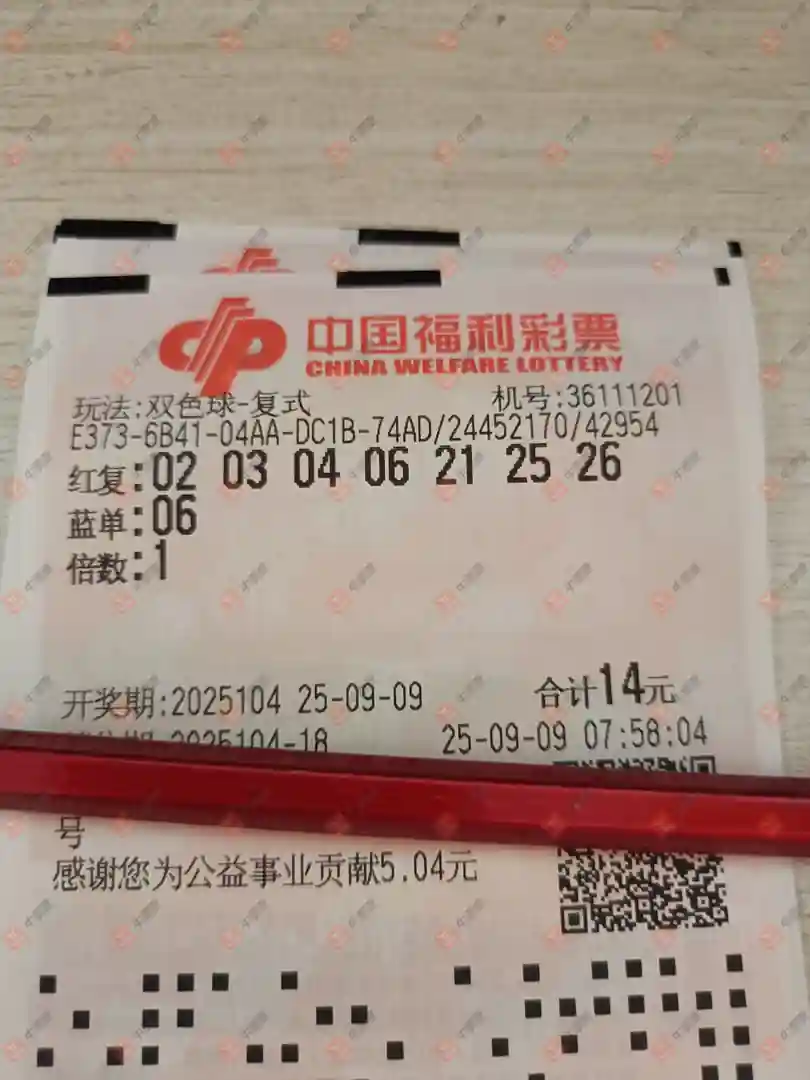 中国福利彩票
CHINA WELFARE LOTTERY
玩法:双色球-复式 机号:36111201
E373-6B41-04AA-DC1B-74AD/24452170/42954
红复:02 03 04 06 21 25 26
蓝单:06
倍数:1
开奖期:2025104 25-09-09 合计14元
2025104-18 25-09-09 07:58:04
号
感谢您为公益事业贡献5.04元